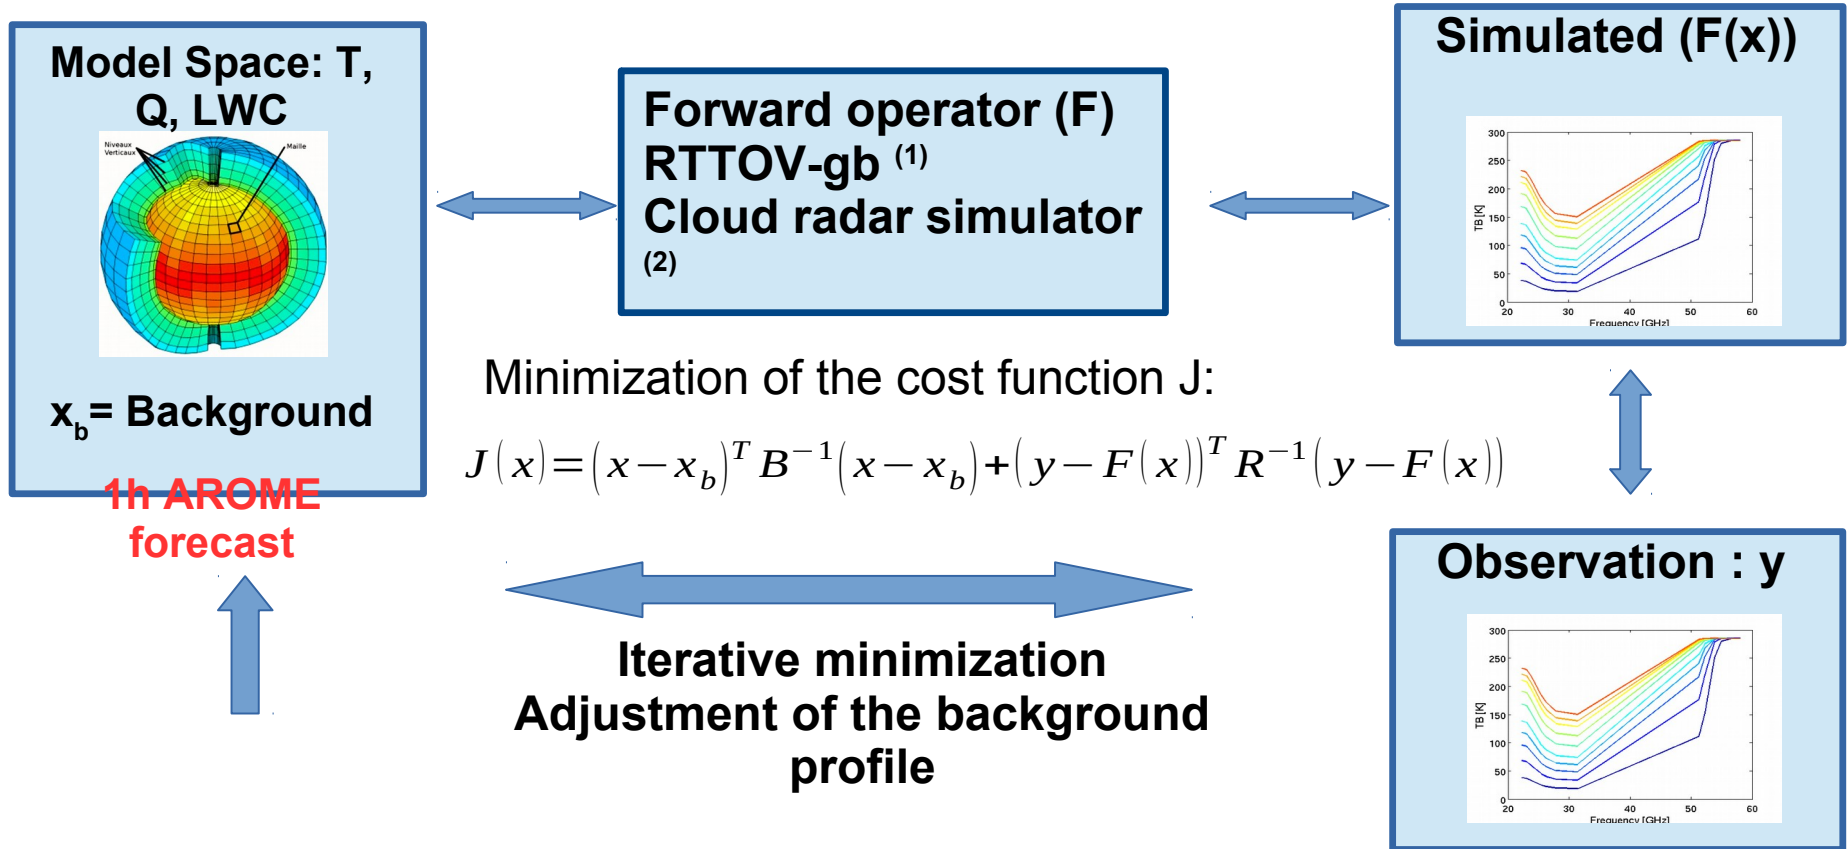 Model Space: T,
Q, LWC
Niveaux
Verticaux
Maille
x_b= Background
1h AROME
forecast
Forward operator (F)
RTTOV-gb (1)
Cloud radar simulator
(2)
Simulated (F(x))
300
250
200
150
100
50
0
TB [K]
20 30 40 50 60
Frequency [GHz]
Minimization of the cost function J:
J(x)=(x−x_b)^T B^{−1}(x−x_b)+(y−F(x))^T R^{−1}(y−F(x))
Iterative minimization
Adjustment of the background
profile
Observation : y
300
250
200
150
100
50
0
TB [K]
20 30 40 50 60
Frequency [GHz]